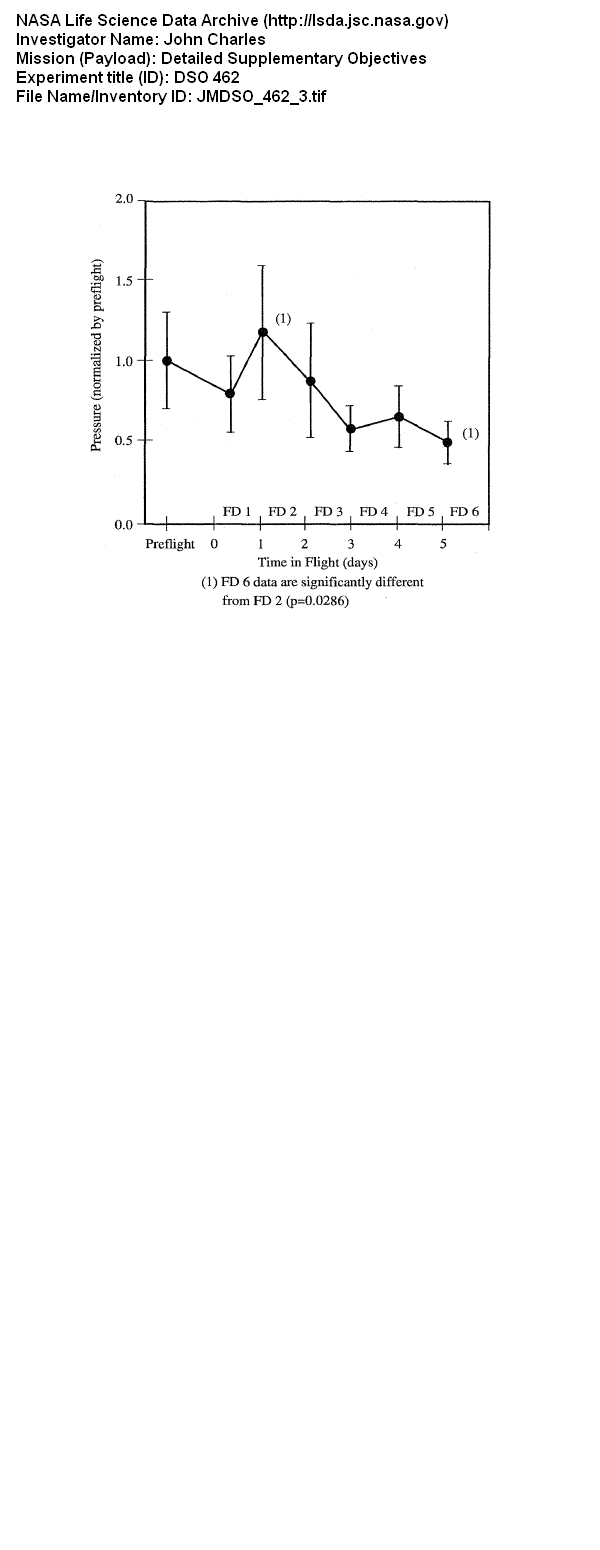 NASA Life Science Data Archive (http://lsda.jsc.nasa.gov)
Investigator Name: John Charles
Mission (Payload): Detailed Supplementary Objectives
Experiment title (ID): DSO 462
File Name/Inventory ID: JMDSO_462_3.tif
2.0
1.5
1.0
0.5
0.0
Pressure (normalized by preflight)
(1)
(1)
FD 1 FD 2 FD 3 FD 4 FD 5 FD 6
Preflight 0 1 2 3 4 5
Time in Flight (days)
(1) FD 6 data are significantly different
from FD 2 (p=0.0286)